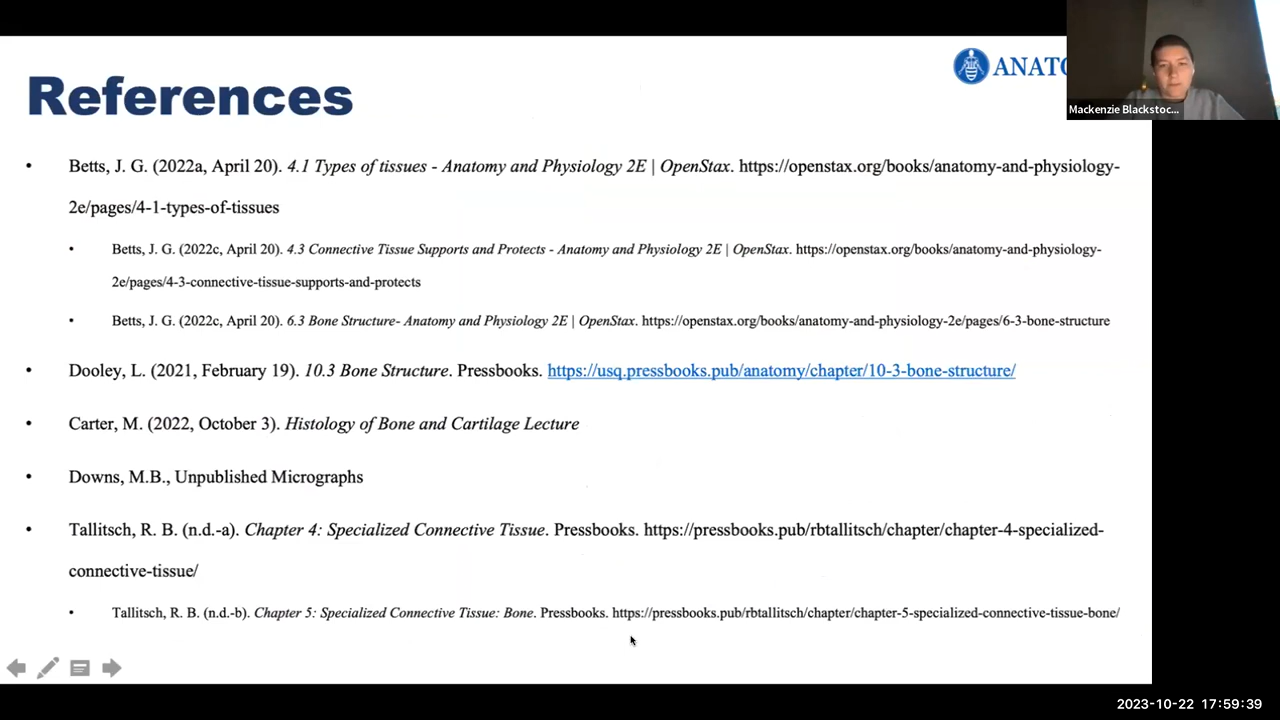 References
ANATO
Mackenzie Blackstoc...
• Betts, J. G. (2022a, April 20). 4.1 Types of tissues - Anatomy and Physiology 2E | OpenStax. https://openstax.org/books/anatomy-and-physiology-
2e/pages/4-1-types-of-tissues
• Betts, J. G. (2022c, April 20). 4.3 Connective Tissue Supports and Protects - Anatomy and Physiology 2E | OpenStax. https://openstax.org/books/anatomy-and-physiology-
2e/pages/4-3-connective-tissue-supports-and-protects
• Betts, J. G. (2022c, April 20). 6.3 Bone Structure- Anatomy and Physiology 2E | OpenStax. https://openstax.org/books/anatomy-and-physiology-2e/pages/6-3-bone-structure
• Dooley, L. (2021, February 19). 10.3 Bone Structure. Pressbooks. https://usq.pressbooks.pub/anatomy/chapter/10-3-bone-structure/
• Carter, M. (2022, October 3). Histology of Bone and Cartilage Lecture
• Downs, M.B., Unpublished Micrographs
• Tallitsch, R. B. (n.d.-a). Chapter 4: Specialized Connective Tissue. Pressbooks. https://pressbooks.pub/rbtallitsch/chapter/chapter-4-specialized-
connective-tissue/
• Tallitsch, R. B. (n.d.-b). Chapter 5: Specialized Connective Tissue: Bone. Pressbooks. https://pressbooks.pub/rbtallitsch/chapter/chapter-5-specialized-connective-tissue-bone/
2023-10-22 17:59:39